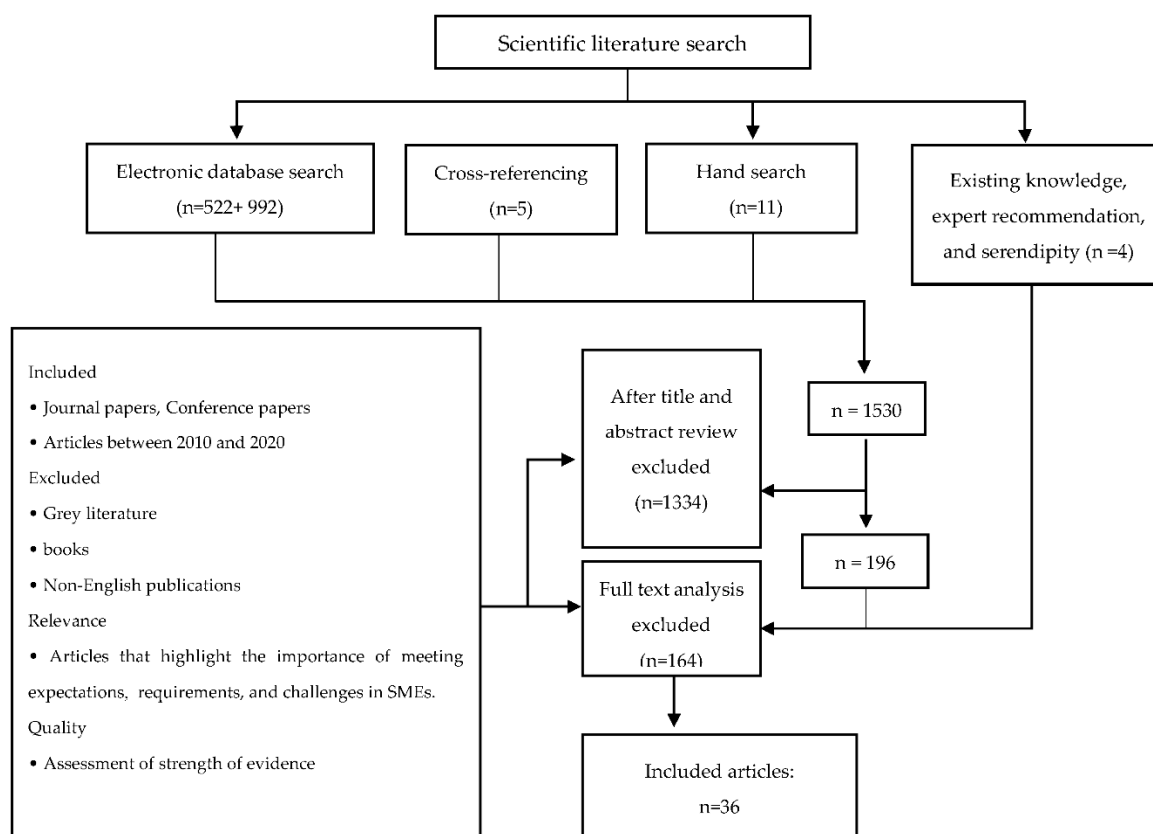 Scientific literature search
Electronic database search
(n=522+ 992)
Cross-referencing
(n=5)
Hand search
(n=11)
Existing knowledge,
expert recommendation,
and serendipity (n =4)
Included
• Journal papers, Conference papers
• Articles between 2010 and 2020
Excluded
• Grey literature
• books
• Non-English publications
Relevance
• Articles that highlight the importance of meeting
expectations, requirements, and challenges in SMEs.
Quality
• Assessment of strength of evidence
After title and
abstract review
excluded
(n=1334)
n = 1530
n = 196
Full text analysis
excluded
(n=164)
Included articles:
n=36